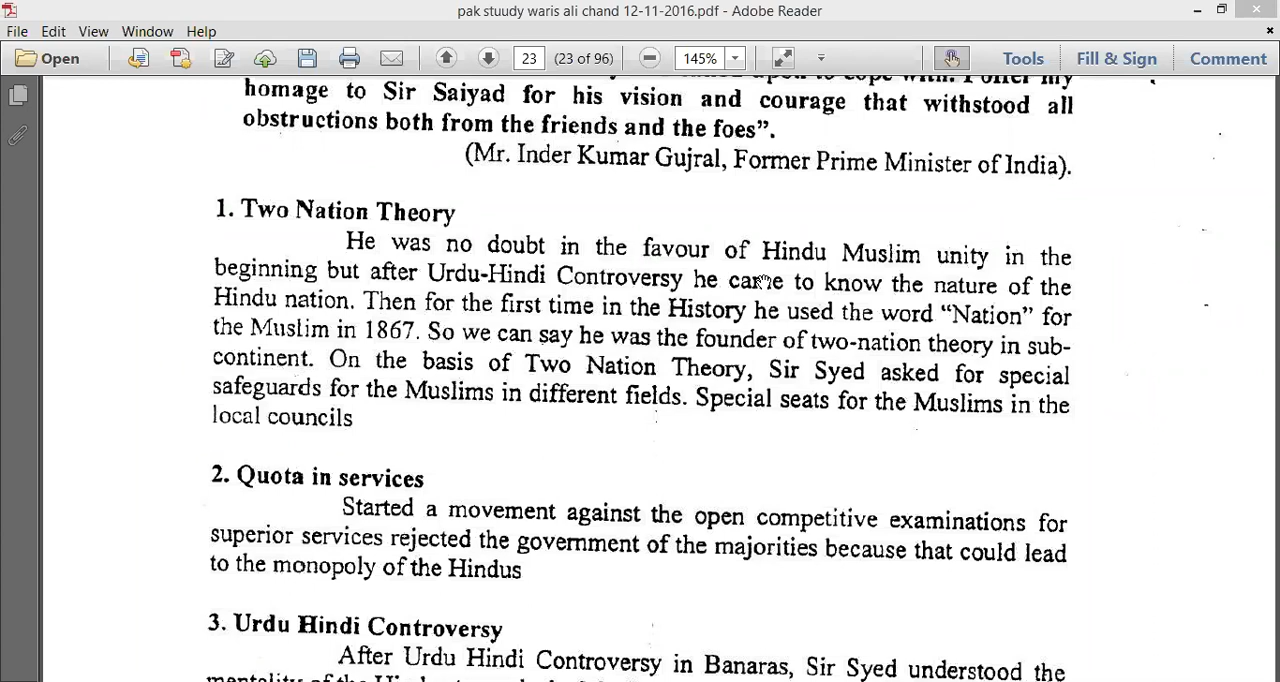 pak stuudy waris ali chand 12-11-2016.pdf - Adobe Reader
File Edit View Window Help
Open 23 (23 of 96) 145% Tools Fill & Sign Comment
to cope with. I offer my
homage to Sir Saiyad for his vision and courage that withstood all
obstructions both from the friends and the foes”.
(Mr. Inder Kumar Gujral, Former Prime Minister of India).
1. Two Nation Theory
He was no doubt in the favour of Hindu Muslim unity in the
beginning but after Urdu-Hindi Controversy he came to know the nature of the
Hindu nation. Then for the first time in the History he used the word “Nation” for
the Muslim in 1867. So we can say he was the founder of two-nation theory in sub-
continent. On the basis of Two Nation Theory, Sir Syed asked for special
safeguards for the Muslims in different fields. Special seats for the Muslims in the
local councils
2. Quota in services
Started a movement against the open competitive examinations for
superior services rejected the government of the majorities because that could lead
to the monopoly of the Hindus
3. Urdu Hindi Controversy
After Urdu Hindi Controversy in Banaras, Sir Syed understood the
mentality of the